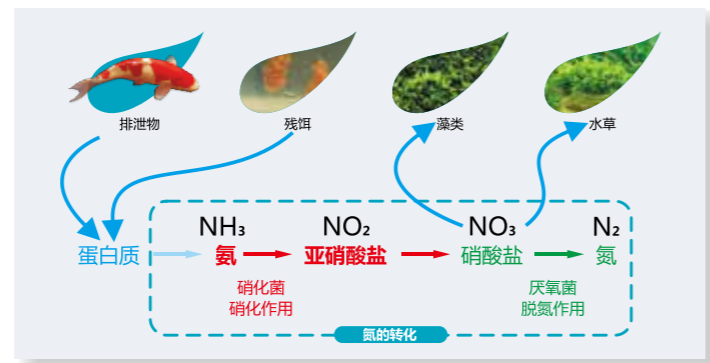 排泄物 残饵 藻类 水草
NH₃ NO₂ NO₃ N₂
蛋白质 氨 亚硝酸盐 硝酸盐 氮
硝化菌 厌氧菌
硝化作用 脱氮作用
氮的转化